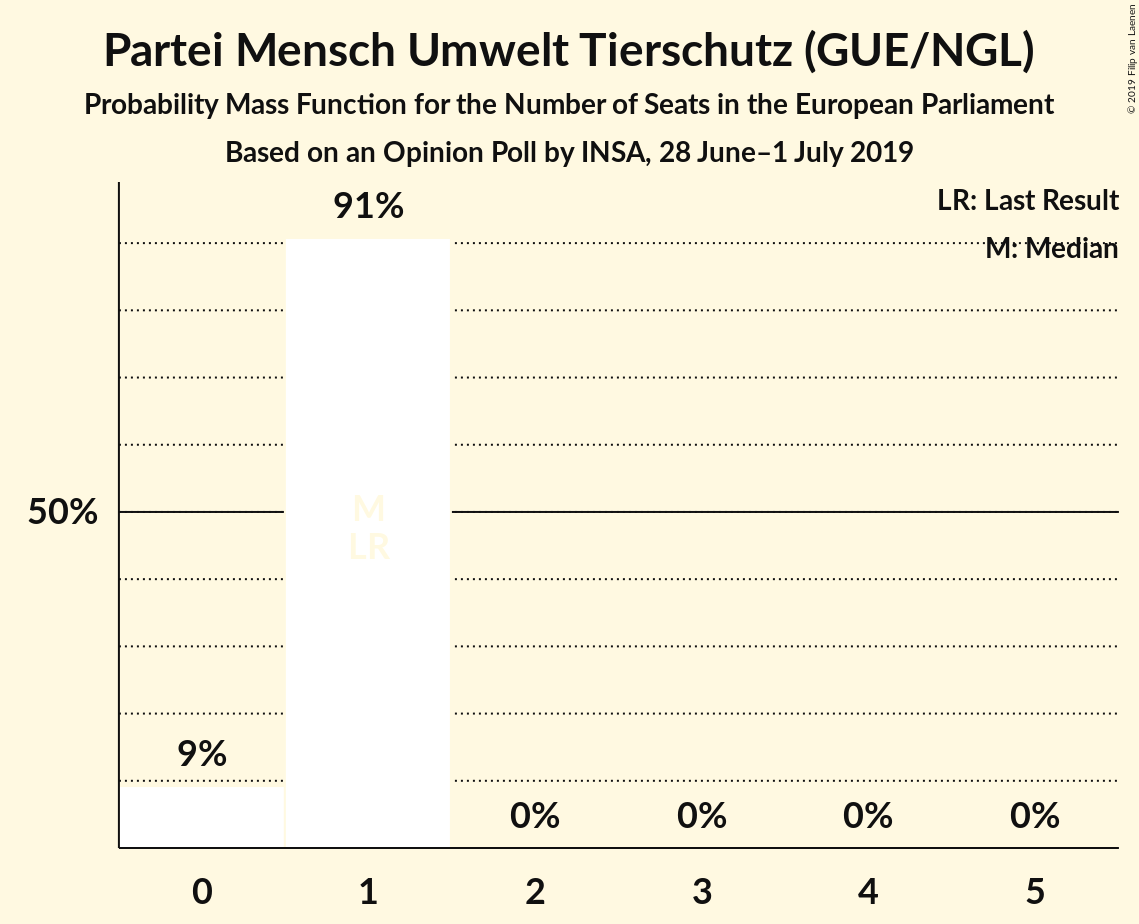 Partei Mensch Umwelt Tierschutz (GUE/NGL)
Probability Mass Function for the Number of Seats in the European Parliament
Based on an Opinion Poll by INSA, 28 June–1 July 2019
© 2019 Filip van Laenen
LR: Last Result
M: Median
91%
50%
M
LR
9%
0%
0%
0%
0%
0
1
2
3
4
5